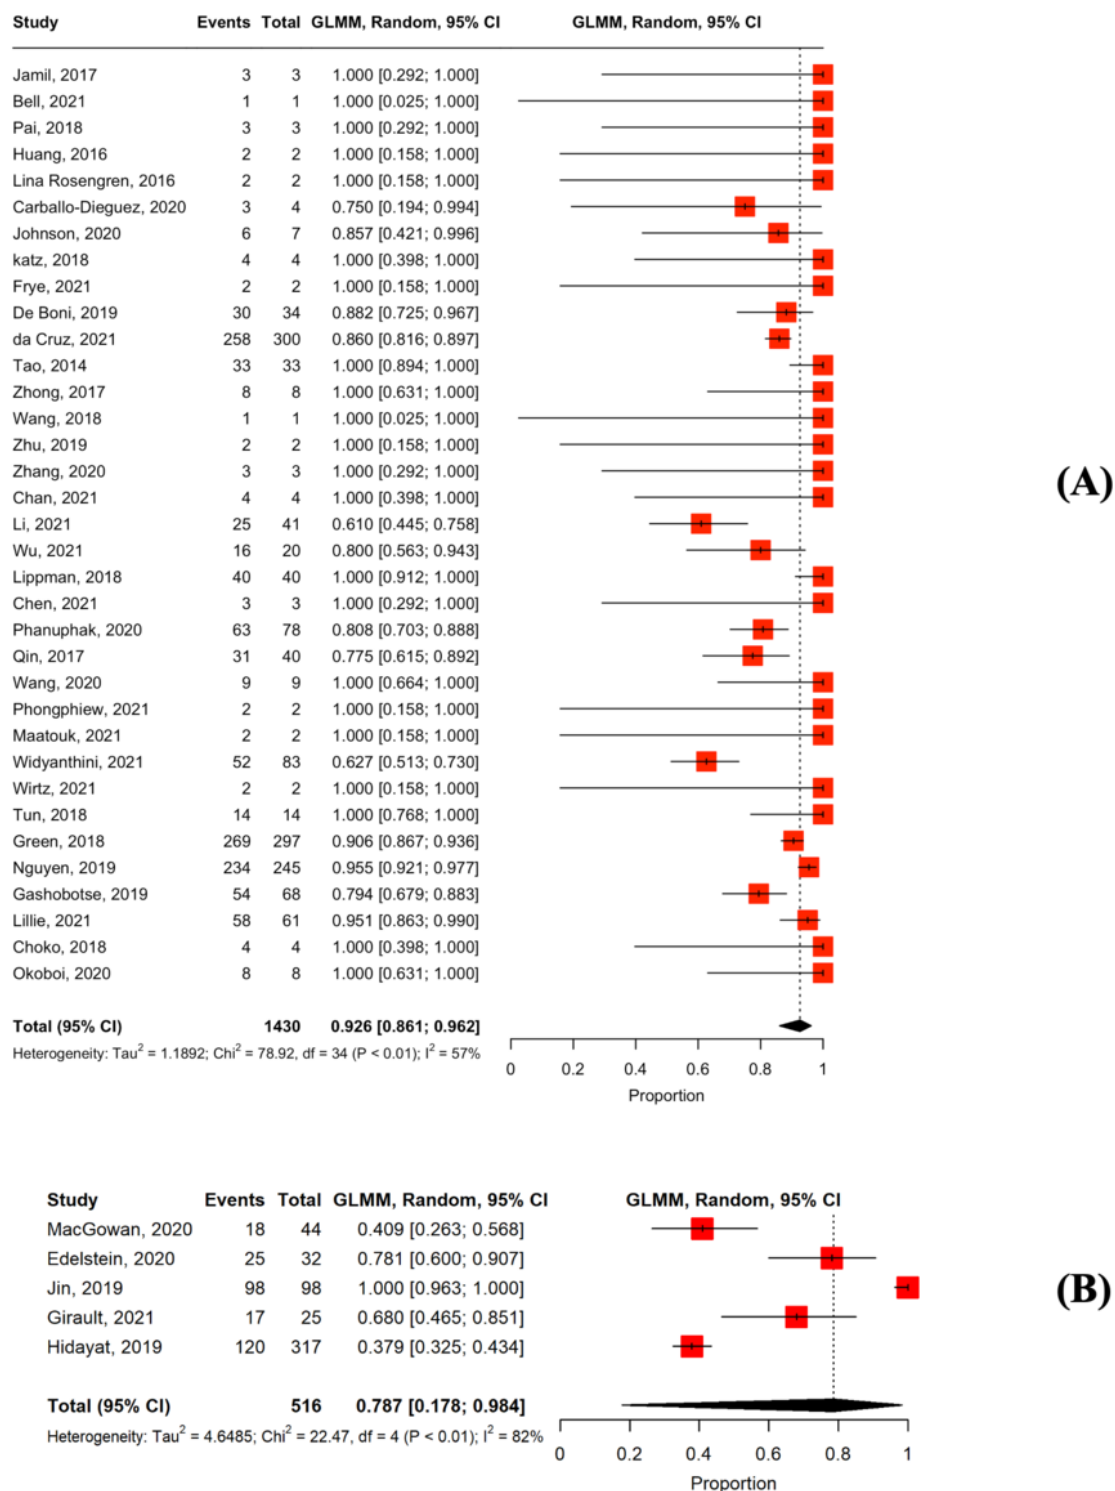 Study Events Total GLMM, Random, 95% CI GLMM, Random, 95% CI
Jamil, 2017 3 3 1.000 [0.292; 1.000]
Bell, 2021 1 1 1.000 [0.025; 1.000]
Pai, 2018 3 3 1.000 [0.292; 1.000]
Huang, 2016 2 2 1.000 [0.158; 1.000]
Lina Rosengren, 2016 2 2 1.000 [0.158; 1.000]
Carballo-Dieguez, 2020 3 4 0.750 [0.194; 0.994]
Johnson, 2020 6 7 0.857 [0.421; 0.996]
katz, 2018 4 4 1.000 [0.398; 1.000]
Frye, 2021 2 2 1.000 [0.158; 1.000]
De Boni, 2019 30 34 0.882 [0.725; 0.967]
da Cruz, 2021 258 300 0.860 [0.816; 0.897]
Tao, 2014 33 33 1.000 [0.894; 1.000]
Zhong, 2017 8 8 1.000 [0.631; 1.000]
Wang, 2018 1 1 1.000 [0.025; 1.000]
Zhu, 2019 2 2 1.000 [0.158; 1.000]
Zhang, 2020 3 3 1.000 [0.292; 1.000]
Chan, 2021 4 4 1.000 [0.398; 1.000]
(A)
Li, 2021 25 41 0.610 [0.445; 0.758]
Wu, 2021 16 20 0.800 [0.563; 0.943]
Lippman, 2018 40 40 1.000 [0.912; 1.000]
Chen, 2021 3 3 1.000 [0.292; 1.000]
Phanuphak, 2020 63 78 0.808 [0.703; 0.888]
Qin, 2017 31 40 0.775 [0.615; 0.892]
Wang, 2020 9 9 1.000 [0.664; 1.000]
Phongphiew, 2021 2 2 1.000 [0.158; 1.000]
Maatouk, 2021 2 2 1.000 [0.158; 1.000]
Widyanthini, 2021 52 83 0.627 [0.513; 0.730]
Wirtz, 2021 2 2 1.000 [0.158; 1.000]
Tun, 2018 14 14 1.000 [0.768; 1.000]
Green, 2018 269 297 0.906 [0.867; 0.936]
Nguyen, 2019 234 245 0.955 [0.921; 0.977]
Gashobotse, 2019 54 68 0.794 [0.679; 0.883]
Lillie, 2021 58 61 0.951 [0.863; 0.990]
Choko, 2018 4 4 1.000 [0.398; 1.000]
Okoboi, 2020 8 8 1.000 [0.631; 1.000]
Total (95% CI) 1430 0.926 [0.861; 0.962]
Heterogeneity: Tau² = 1.1892; Chi² = 78.92, df = 34 (P < 0.01); I² = 57%
0 0.2 0.4 0.6 0.8 1
Proportion
Study Events Total GLMM, Random, 95% CI GLMM, Random, 95% CI
MacGowan, 2020 18 44 0.409 [0.263; 0.568]
Edelstein, 2020 25 32 0.781 [0.600; 0.907]
Jin, 2019 98 98 1.000 [0.963; 1.000]
(B)
Girault, 2021 17 25 0.680 [0.465; 0.851]
Hidayat, 2019 120 317 0.379 [0.325; 0.434]
Total (95% CI) 516 0.787 [0.178; 0.984]
Heterogeneity: Tau² = 4.6485; Chi² = 22.47, df = 4 (P < 0.01); I² = 82%
0 0.2 0.4 0.6 0.8 1
Proportion